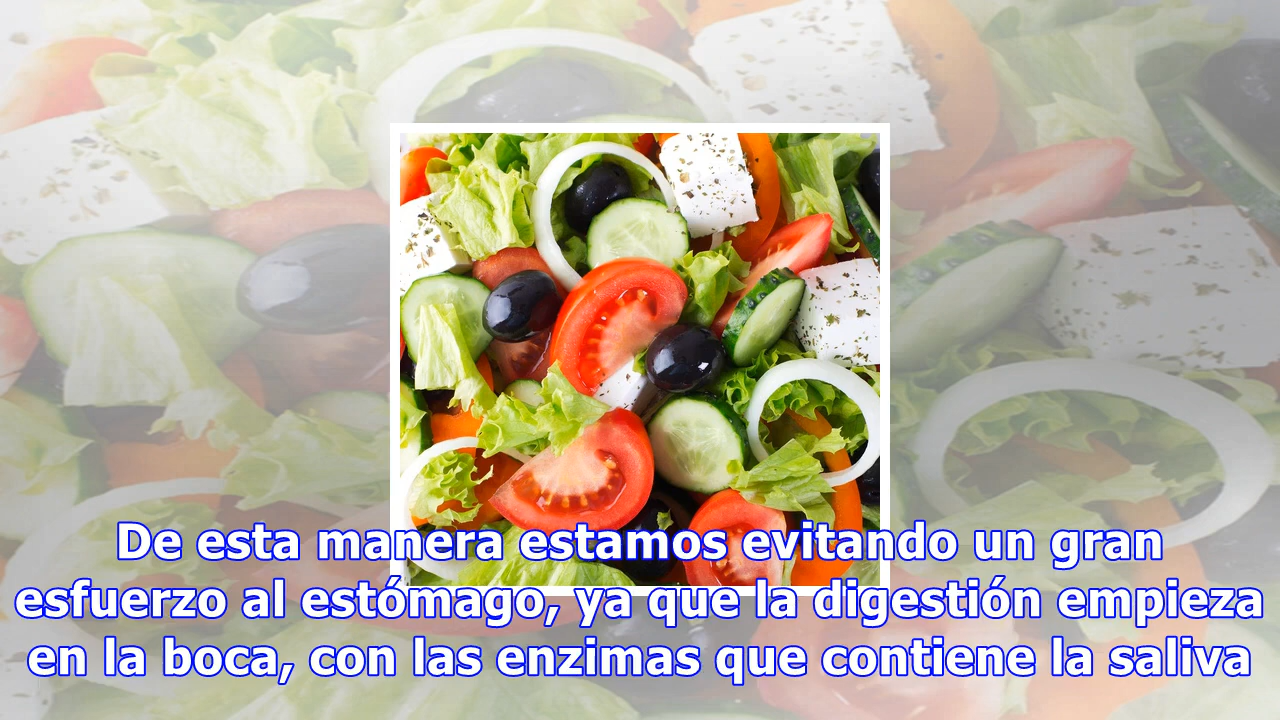 De esta manera estamos evitando un gran
esfuerzo al estómago, ya que la digestión empieza
en la boca, con las enzimas que contiene la saliva